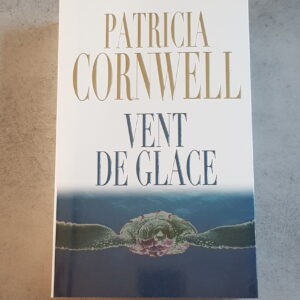 PATRICIA
CORNWELL
VENT
DE GLACE